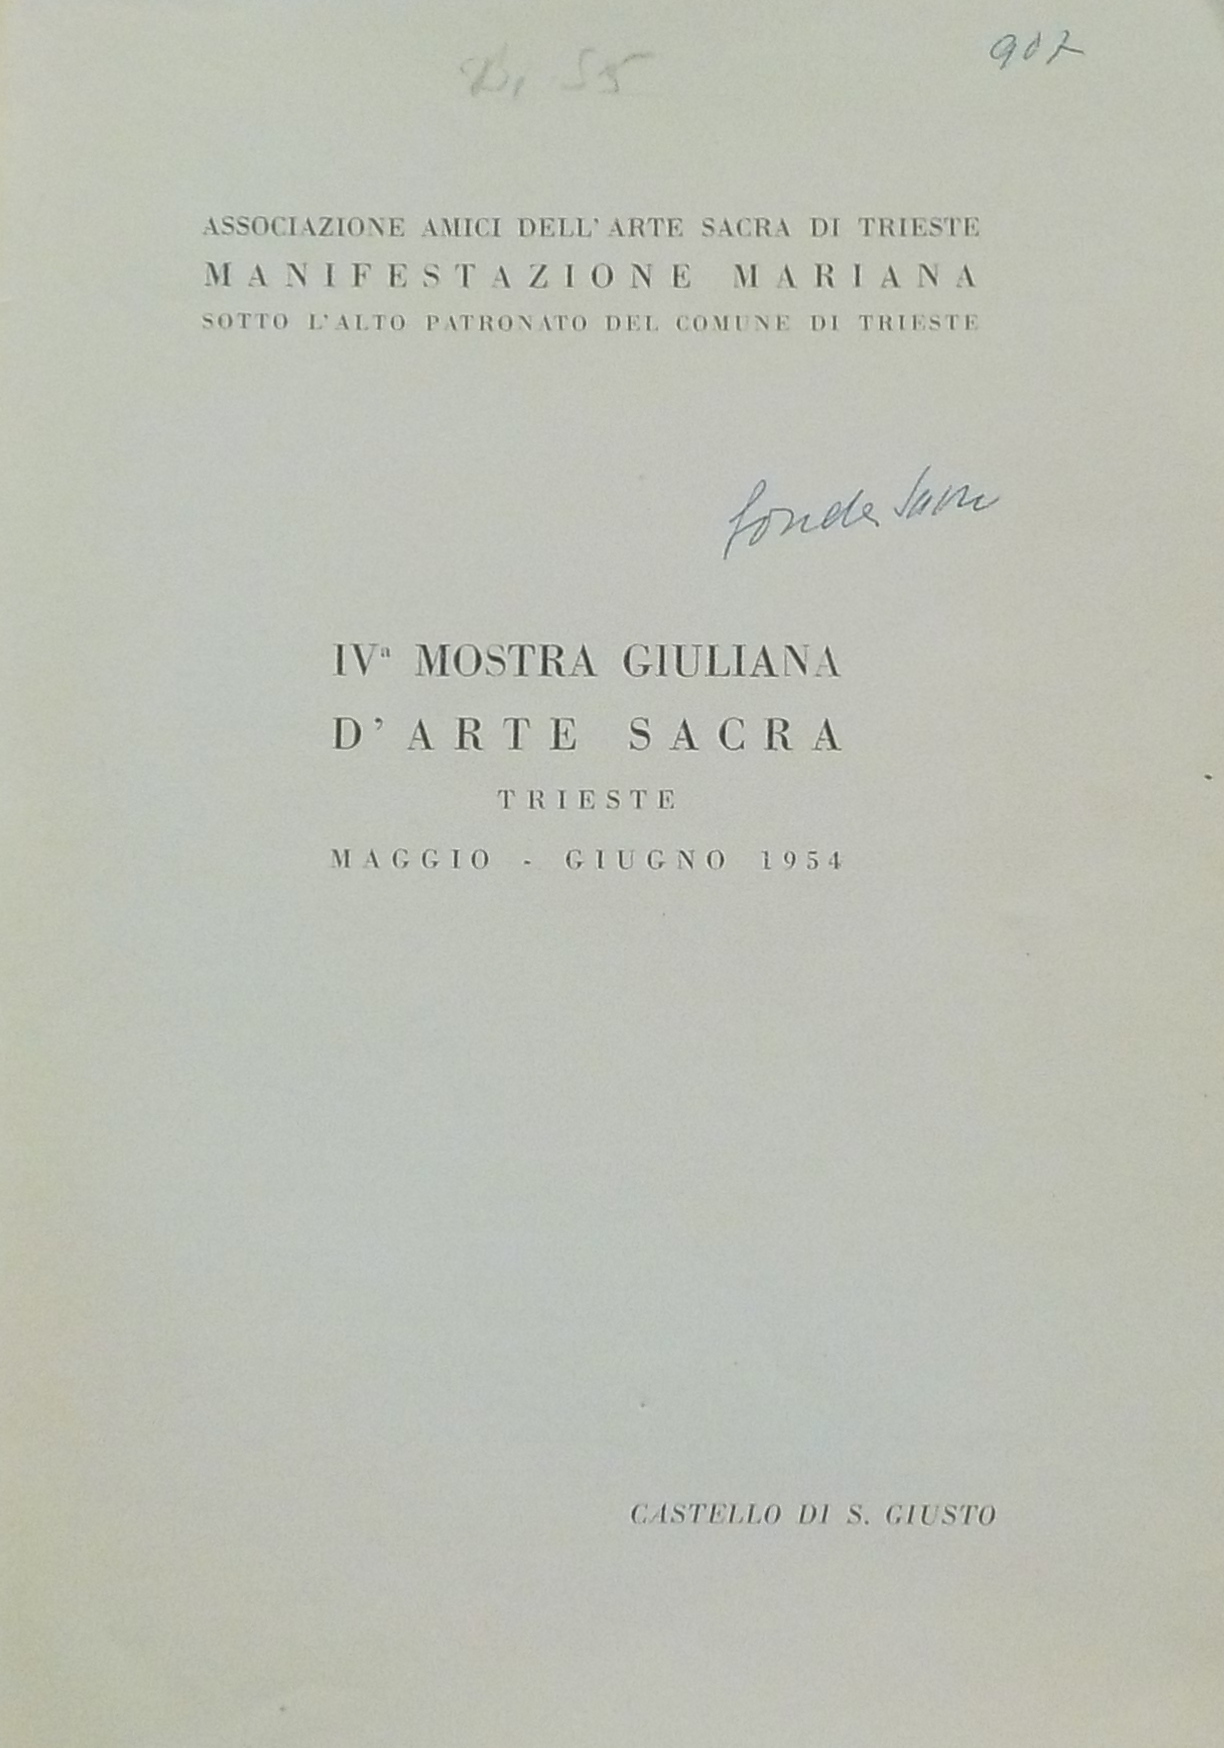 907
ASSOCIAZIONE AMICI DELL'ARTE SACRA DI TRIESTE
MANIFESTAZIONE MARIANA
SOTTO L'ALTO PATRONATO DEL COMUNE DI TRIESTE
IVª MOSTRA GIULIANA
D'ARTE SACRA
TRIESTE
MAGGIO - GIUGNO 1954
CASTELLO DI S. GIUSTO